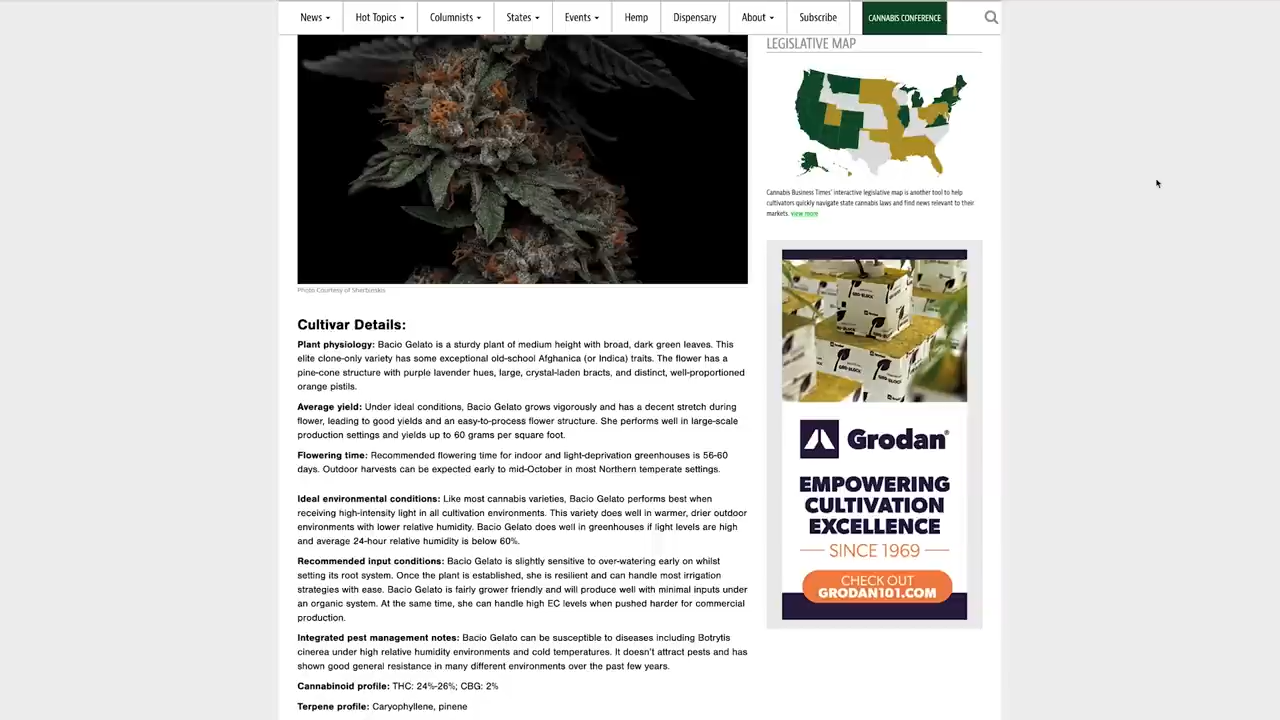 News
Hot Topics
Columnists
States
Events
Hemp
Dispensary
About
Subscribe
CANNABIS CONFERENCE
Photo Courtesy of Sherbinskis
Cultivar Details:
Plant physiology: Bacio Gelato is a sturdy plant of medium height with broad, dark green leaves. This
elite clone-only variety has some exceptional old-school Afghanica (or Indica) traits. The flower has a
pine-cone structure with purple lavender hues, large, crystal-laden bracts, and distinct, well-proportioned
orange pistils.
Average yield: Under ideal conditions, Bacio Gelato grows vigorously and has a decent stretch during
flower, leading to good yields and an easy-to-process flower structure. She performs well in large-scale
production settings and yields up to 60 grams per square foot.
Flowering time: Recommended flowering time for indoor and light-deprivation greenhouses is 56-60
days. Outdoor harvests can be expected early to mid-October in most Northern temperate settings.
Ideal environmental conditions: Like most cannabis varieties, Bacio Gelato performs best when
receiving high-intensity light in all cultivation environments. This variety does well in warmer, drier outdoor
environments with lower relative humidity. Bacio Gelato does well in greenhouses if light levels are high
and average 24-hour relative humidity is below 60%.
Recommended input conditions: Bacio Gelato is slightly sensitive to over-watering early on whilst
setting its root system. Once the plant is established, she is resilient and can handle most irrigation
strategies with ease. Bacio Gelato is fairly grower friendly and will produce well with minimal inputs under
an organic system. At the same time, she can handle high EC levels when pushed harder for commercial
production.
Integrated pest management notes: Bacio Gelato can be susceptible to diseases including Botrytis
cinerea under high relative humidity environments and cold temperatures. It doesn't attract pests and has
shown good general resistance in many different environments over the past few years.
Cannabinoid profile: THC: 24%-26%; CBG: 2%
Terpene profile: Caryophyllene, pinene
LEGISLATIVE MAP
Cannabis Business Times' interactive legislative map is another tool to help
cultivators quickly navigate state cannabis laws and find news relevant to their
markets. view more
GRO-BLOCK
Grodan
Grodan®
EMPOWERING
CULTIVATION
EXCELLENCE
SINCE 1969
CHECK OUT
GRODAN101.COM